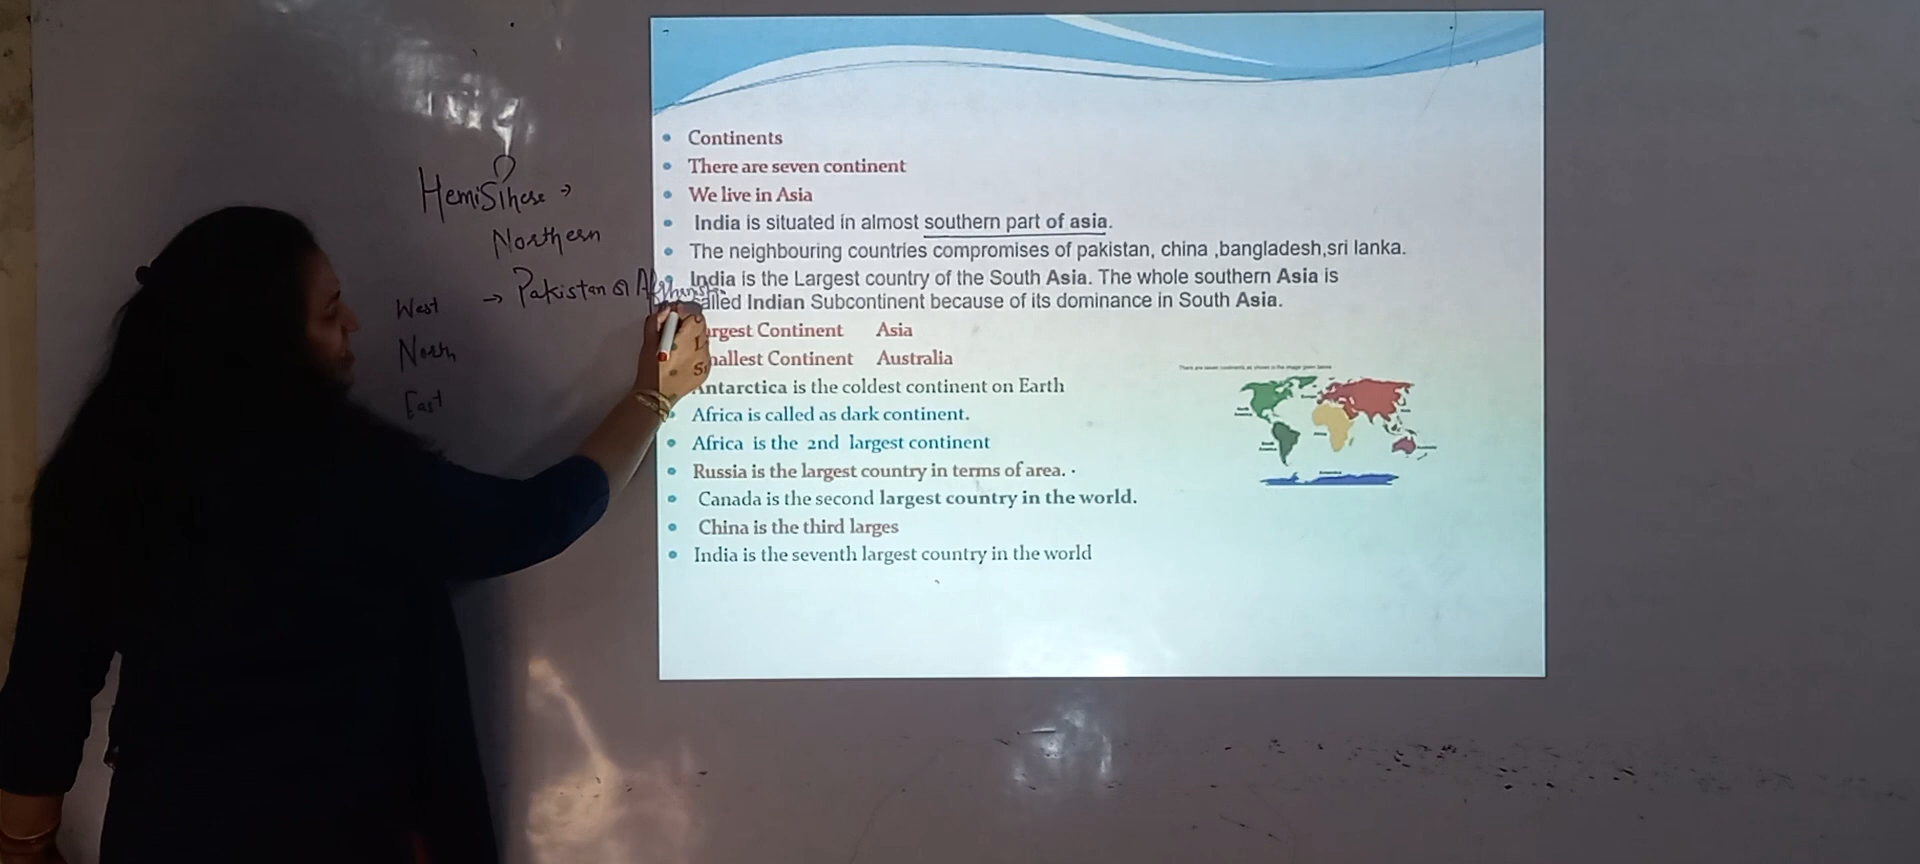 Continents
There are seven continent
We live in Asia
India is situated in almost southern part of asia.
The neighbouring countries compromises of pakistan, china ,bangladesh,sri lanka.
India is the Largest country of the South Asia. The whole southern Asia is
alled Indian Subcontinent because of its dominance in South Asia.
Largest Continent Asia
Smallest Continent Australia
Antarctica is the coldest continent on Earth
Africa is called as dark continent.
Africa is the 2nd largest continent
Russia is the largest country in terms of area. .
Canada is the second largest country in the world.
China is the third larges
India is the seventh largest country in the world
Northern
West → Pakistan
North
East